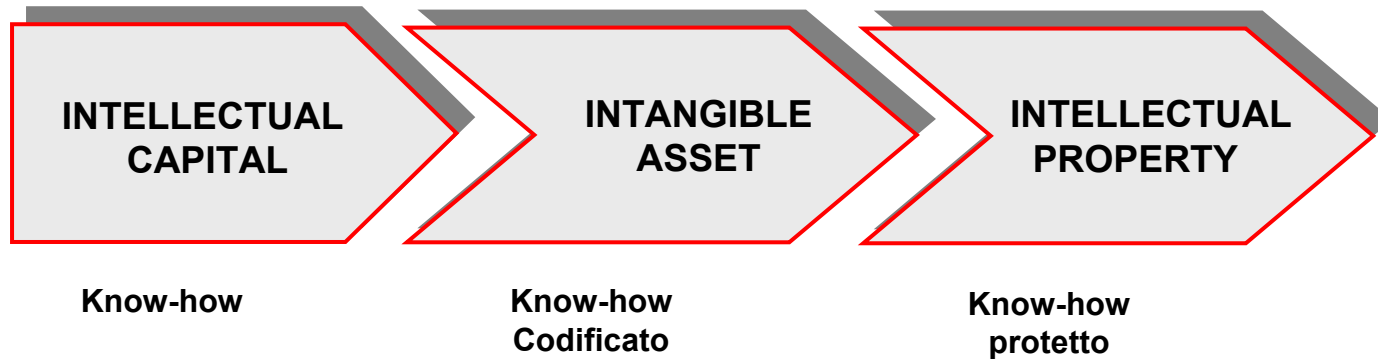 INTELLECTUAL
CAPITAL
INTANGIBLE
ASSET
INTELLECTUAL
PROPERTY
Know-how
Know-how
Codificato
Know-how
protetto